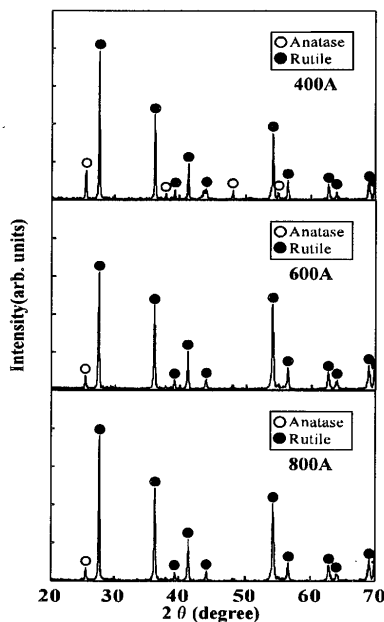 Intensity(arb. units)
Anatase
Rutile
400A
Anatase
Rutile
600A
Anatase
Rutile
800A
20 30 40 50 60 70
2 θ (degree)